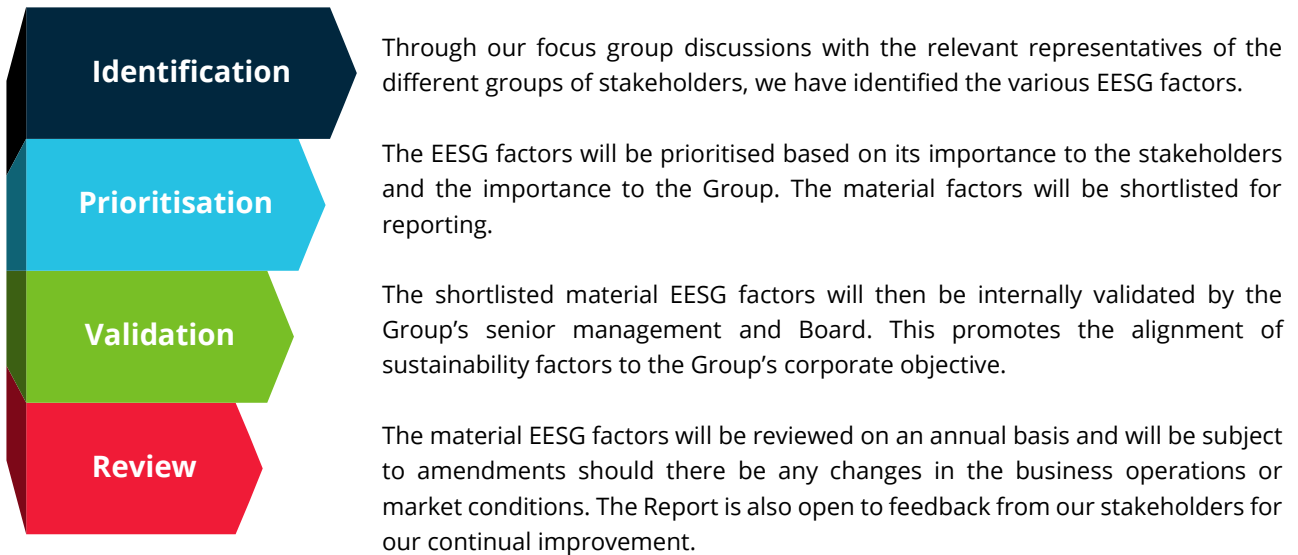 Identification
Through our focus group discussions with the relevant representatives of the
different groups of stakeholders, we have identified the various EESG factors.
Prioritisation
The EESG factors will be prioritised based on its importance to the stakeholders
and the importance to the Group. The material factors will be shortlisted for
reporting.
Validation
The shortlisted material EESG factors will then be internally validated by the
Group’s senior management and Board. This promotes the alignment of
sustainability factors to the Group’s corporate objective.
Review
The material EESG factors will be reviewed on an annual basis and will be subject
to amendments should there be any changes in the business operations or
market conditions. The Report is also open to feedback from our stakeholders for
our continual improvement.